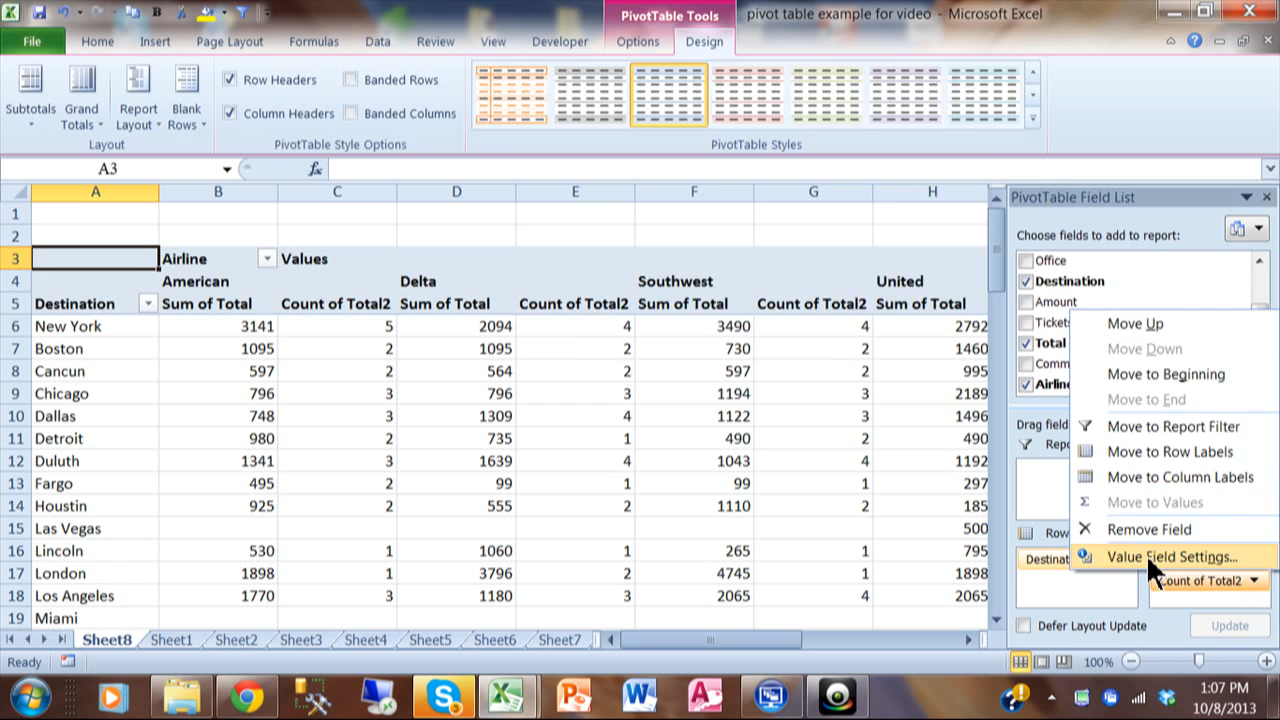 PivotTable Tools
pivot table example for video - Microsoft Excel
File Home Insert Page Layout Formulas Data Review View Developer Options Design
Subtotals Grand Totals Report Layout Blank Rows
Layout
Row Headers Banded Rows
Column Headers Banded Columns
PivotTable Style Options
PivotTable Styles
A3 fx
A B C D E F G H
1
2
3 Airline Values
4 American Delta Southwest United
5 Destination Sum of Total Count of Total2 Sum of Total Count of Total2 Sum of Total Count of Total2 Sum of Total
6 New York 3141 5 2094 4 3490 4 2792
7 Boston 1095 2 1095 2 730 2 1460
8 Cancun 597 2 564 2 597 2 995
9 Chicago 796 3 796 3 1194 3 2189
10 Dallas 748 3 1309 4 1122 3 1496
11 Detroit 980 2 735 1 490 2 490
12 Duluth 1341 3 1639 4 1043 4 1192
13 Fargo 495 2 99 1 99 1 297
14 Houstin 925 2 555 2 1110 2 185
15 Las Vegas 500
16 Lincoln 530 1 1060 1 265 1 795
17 London 1898 1 3796 2 4745 1 1898
18 Los Angeles 1770 3 1180 3 2065 4 2065
19 Miami
PivotTable Field List
Choose fields to add to report:
Office
Destination
Amount
Tickets
Total
Comm
Airline
Drag field
Repo
Row
Destinat
Count of Total2
Move Up
Move Down
Move to Beginning
Move to End
Move to Report Filter
Move to Row Labels
Move to Column Labels
Σ Move to Values
Remove Field
Value Field Settings...
Defer Layout Update Update
Sheet8 Sheet1 Sheet2 Sheet3 Sheet4 Sheet5 Sheet6 Sheet7
Ready 100%
1:07 PM
10/8/2013